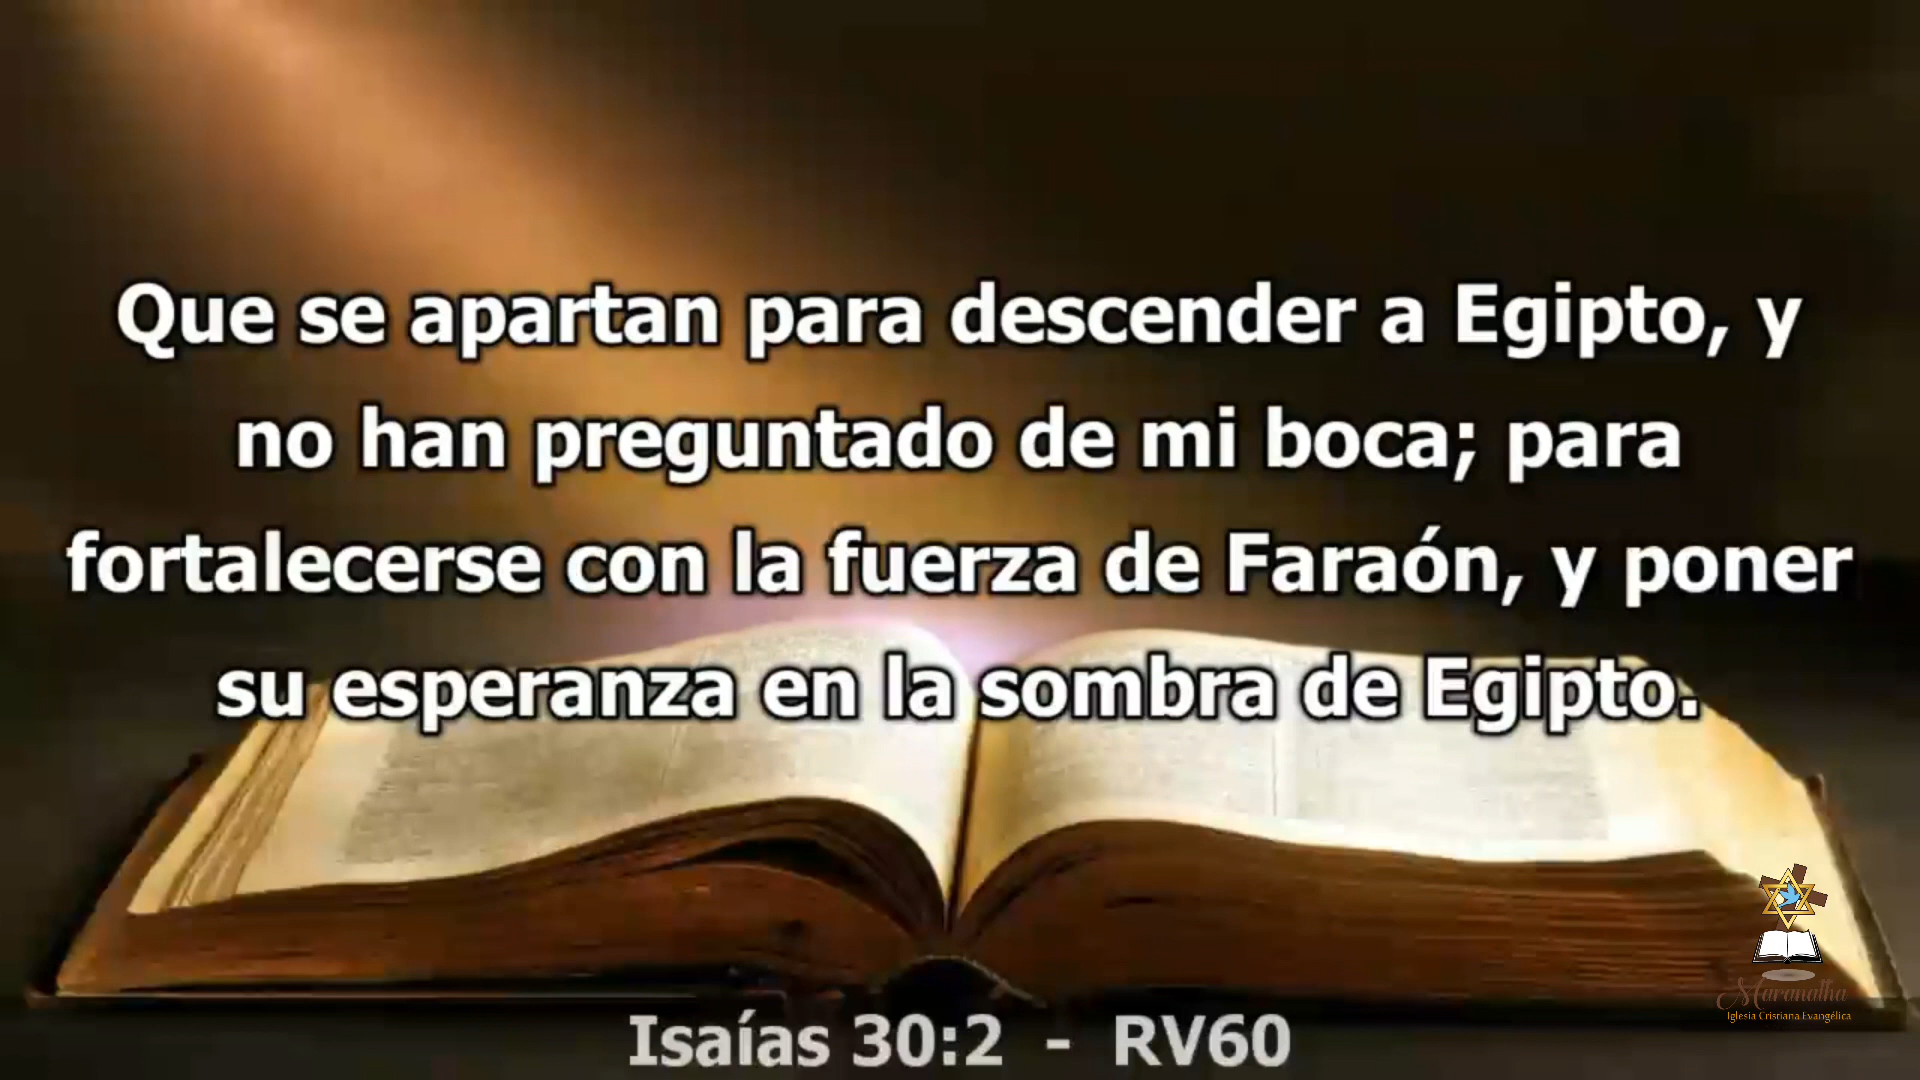 Que se apartan para descender a Egipto, y
no han preguntado de mi boca; para
fortalecerse con la fuerza de Faraón, y poner
su esperanza en la sombra de Egipto.
Maranatha
Iglesia Cristiana Evangélica
Isaías 30:2 - RV60